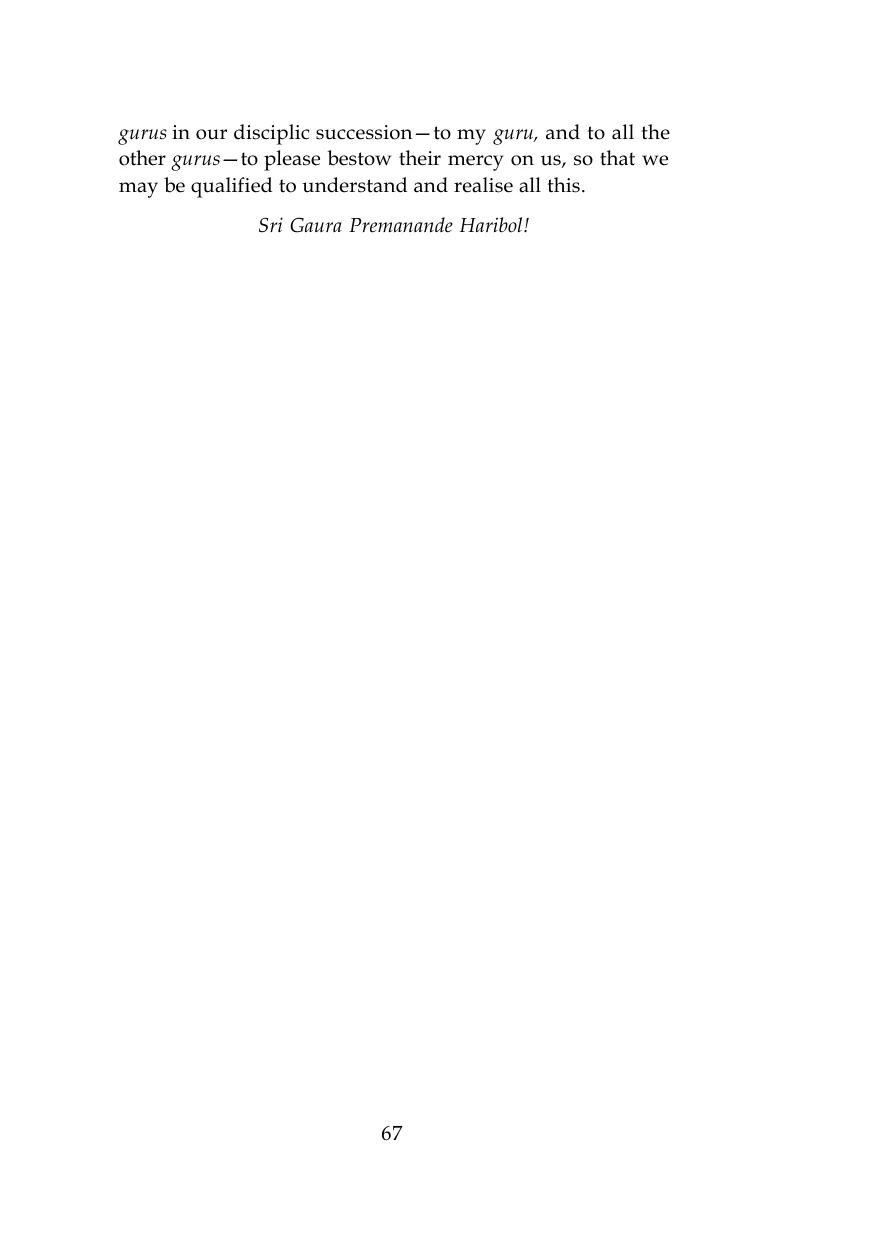 gurus in our disciplic succession—to my guru, and to all the
other gurus—to please bestow their mercy on us, so that we
may be qualified to understand and realise all this.
Sri Gaura Premanande Haribol!
67